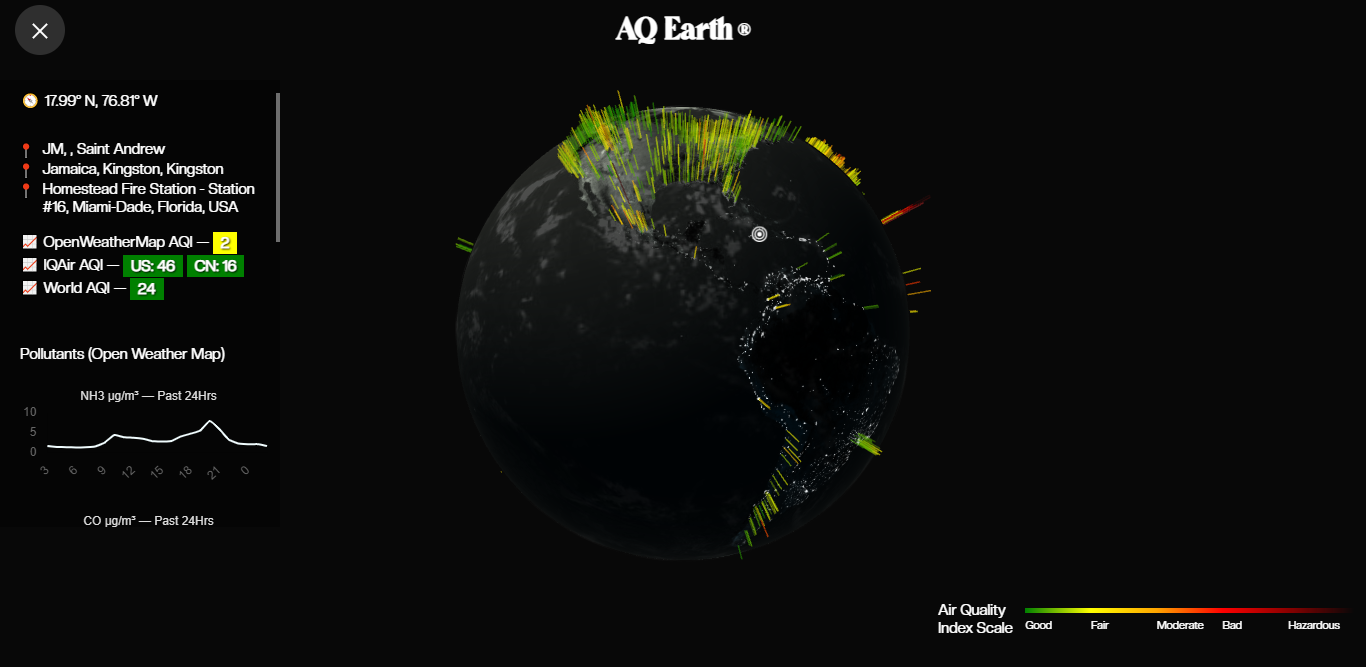 AQ Earth ®
17.99° N, 76.81° W
JM, , Saint Andrew
Jamaica, Kingston, Kingston
Homestead Fire Station - Station
#16, Miami-Dade, Florida, USA
OpenWeatherMap AQI — 2
IQAir AQI — US: 46 CN: 16
World AQI — 24
Pollutants (Open Weather Map)
NH3 µg/m³ — Past 24Hrs
10
5
0
3 6 9 12 15 18 21 0
CO µg/m³ — Past 24Hrs
Air Quality
Index Scale
Good Fair Moderate Bad Hazardous